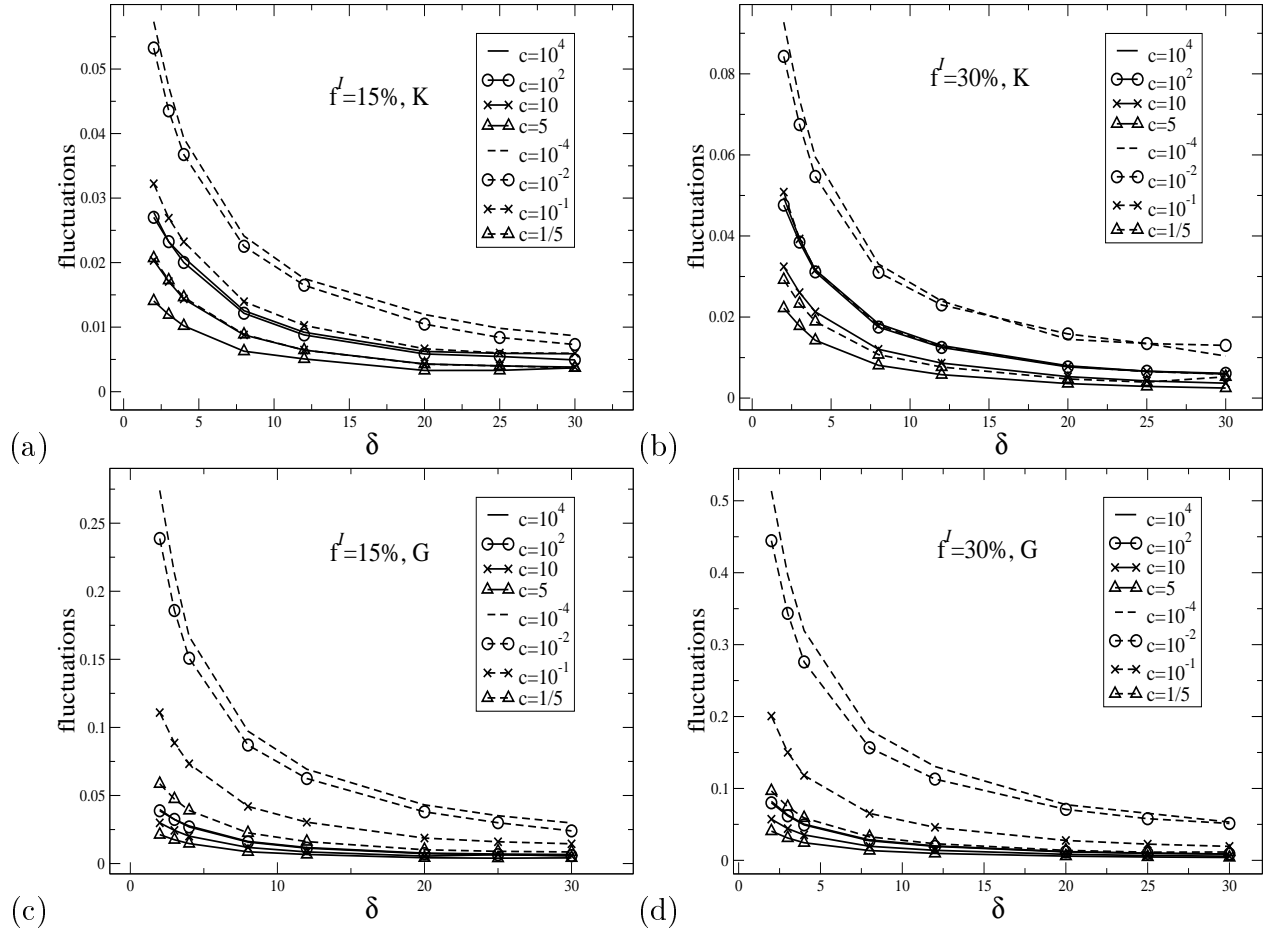 fluctuations
0.05
0.04
0.03
0.02
0.01
0
0
5
10
15
20
25
30
δ
(a)
f^I=15%, K
c=10^4
c=10^2
c=10
c=5
c=10^-4
c=10^-2
c=10^-1
c=1/5
fluctuations
0.08
0.06
0.04
0.02
0
0
5
10
15
20
25
30
δ
(b)
f^I=30%, K
c=10^4
c=10^2
c=10
c=5
c=10^-4
c=10^-2
c=10^-1
c=1/5
fluctuations
0.25
0.2
0.15
0.1
0.05
0
0
5
10
15
20
25
30
δ
(c)
f^I=15%, G
c=10^4
c=10^2
c=10
c=5
c=10^-4
c=10^-2
c=10^-1
c=1/5
fluctuations
0.5
0.4
0.3
0.2
0.1
0
0
5
10
15
20
25
30
δ
(d)
f^I=30%, G
c=10^4
c=10^2
c=10
c=5
c=10^-4
c=10^-2
c=10^-1
c=1/5